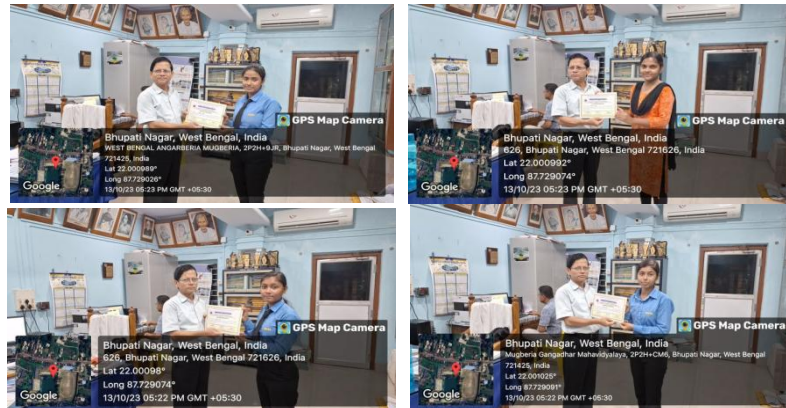 GPS Map Camera
Bhupati Nagar, West Bengal, India
WEST BENGAL ANGARBERIA MUGBERIA, 2P2H+9JR, Bhupati Nagar, West Bengal
721425, India
Lat 22.000989°
Long 87.729026°
13/10/23 05:23 PM GMT +05:30
Google
GPS Map Camera
Bhupati Nagar, West Bengal, India
626, Bhupati Nagar, West Bengal 721626, India
Lat 22.000992°
Long 87.729074°
13/10/23 05:23 PM GMT +05:30
Google
GPS Map Camera
Bhupati Nagar, West Bengal, India
626, Bhupati Nagar, West Bengal 721626, India
Lat 22.00098°
Long 87.729074°
13/10/23 05:22 PM GMT +05:30
Google
GPS Map Camera
Bhupati Nagar, West Bengal, India
Mugberia Gangadhar Mahavidyalaya, 2P2H+CM6, Bhupati Nagar, West Bengal
721425, India
Lat 22.001025°
Long 87.729091°
13/10/23 05:22 PM GMT +05:30
Google